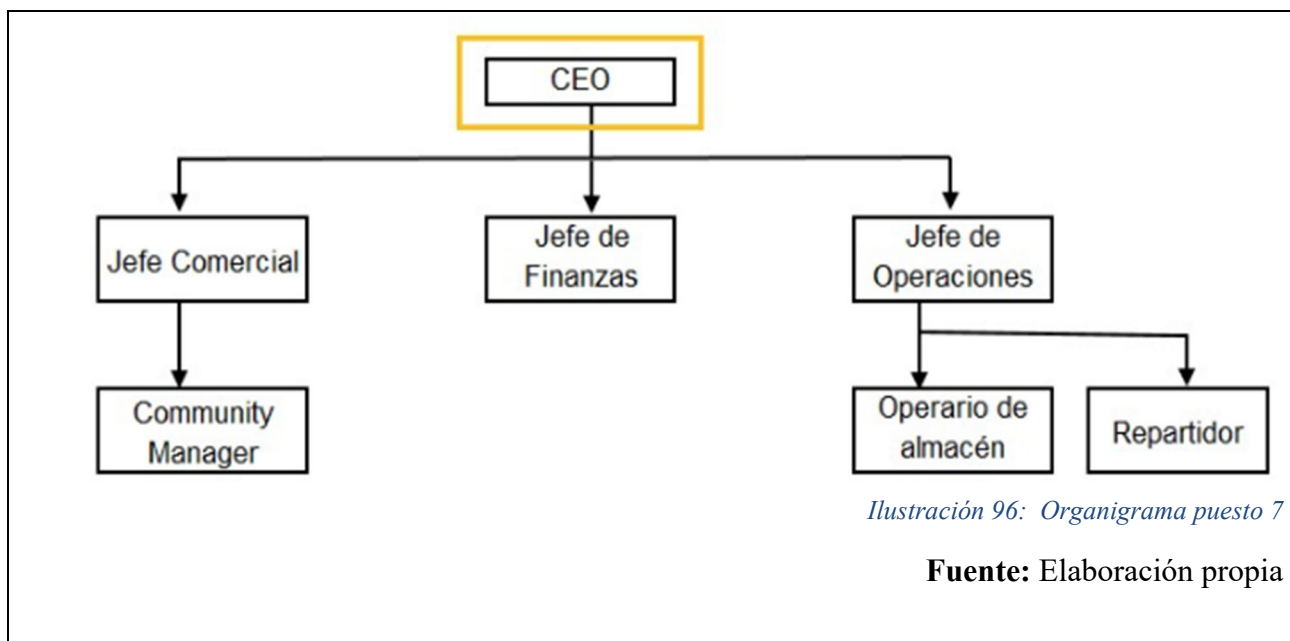 CEO
Jefe Comercial
Jefe de
Finanzas
Jefe de
Operaciones
Community
Manager
Operario de
almacén
Repartidor
Ilustración 96: Organigrama puesto 7
Fuente: Elaboración propia